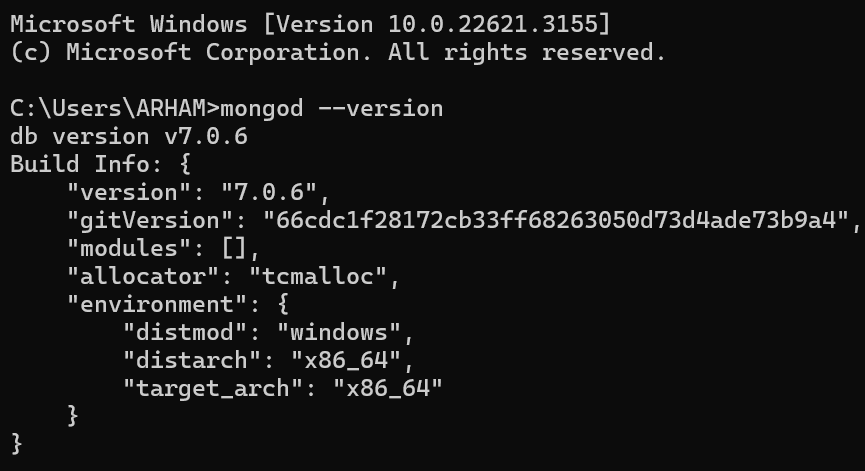 Microsoft Windows [Version 10.0.22621.3155]
(c) Microsoft Corporation. All rights reserved.

C:\Users\ARHAM>mongod --version
db version v7.0.6
Build Info: {
    "version": "7.0.6",
    "gitVersion": "66cdc1f28172cb33ff68263050d73d4ade73b9a4",
    "modules": [],
    "allocator": "tcmalloc",
    "environment": {
        "distmod": "windows",
        "distarch": "x86_64",
        "target_arch": "x86_64"
    }
}